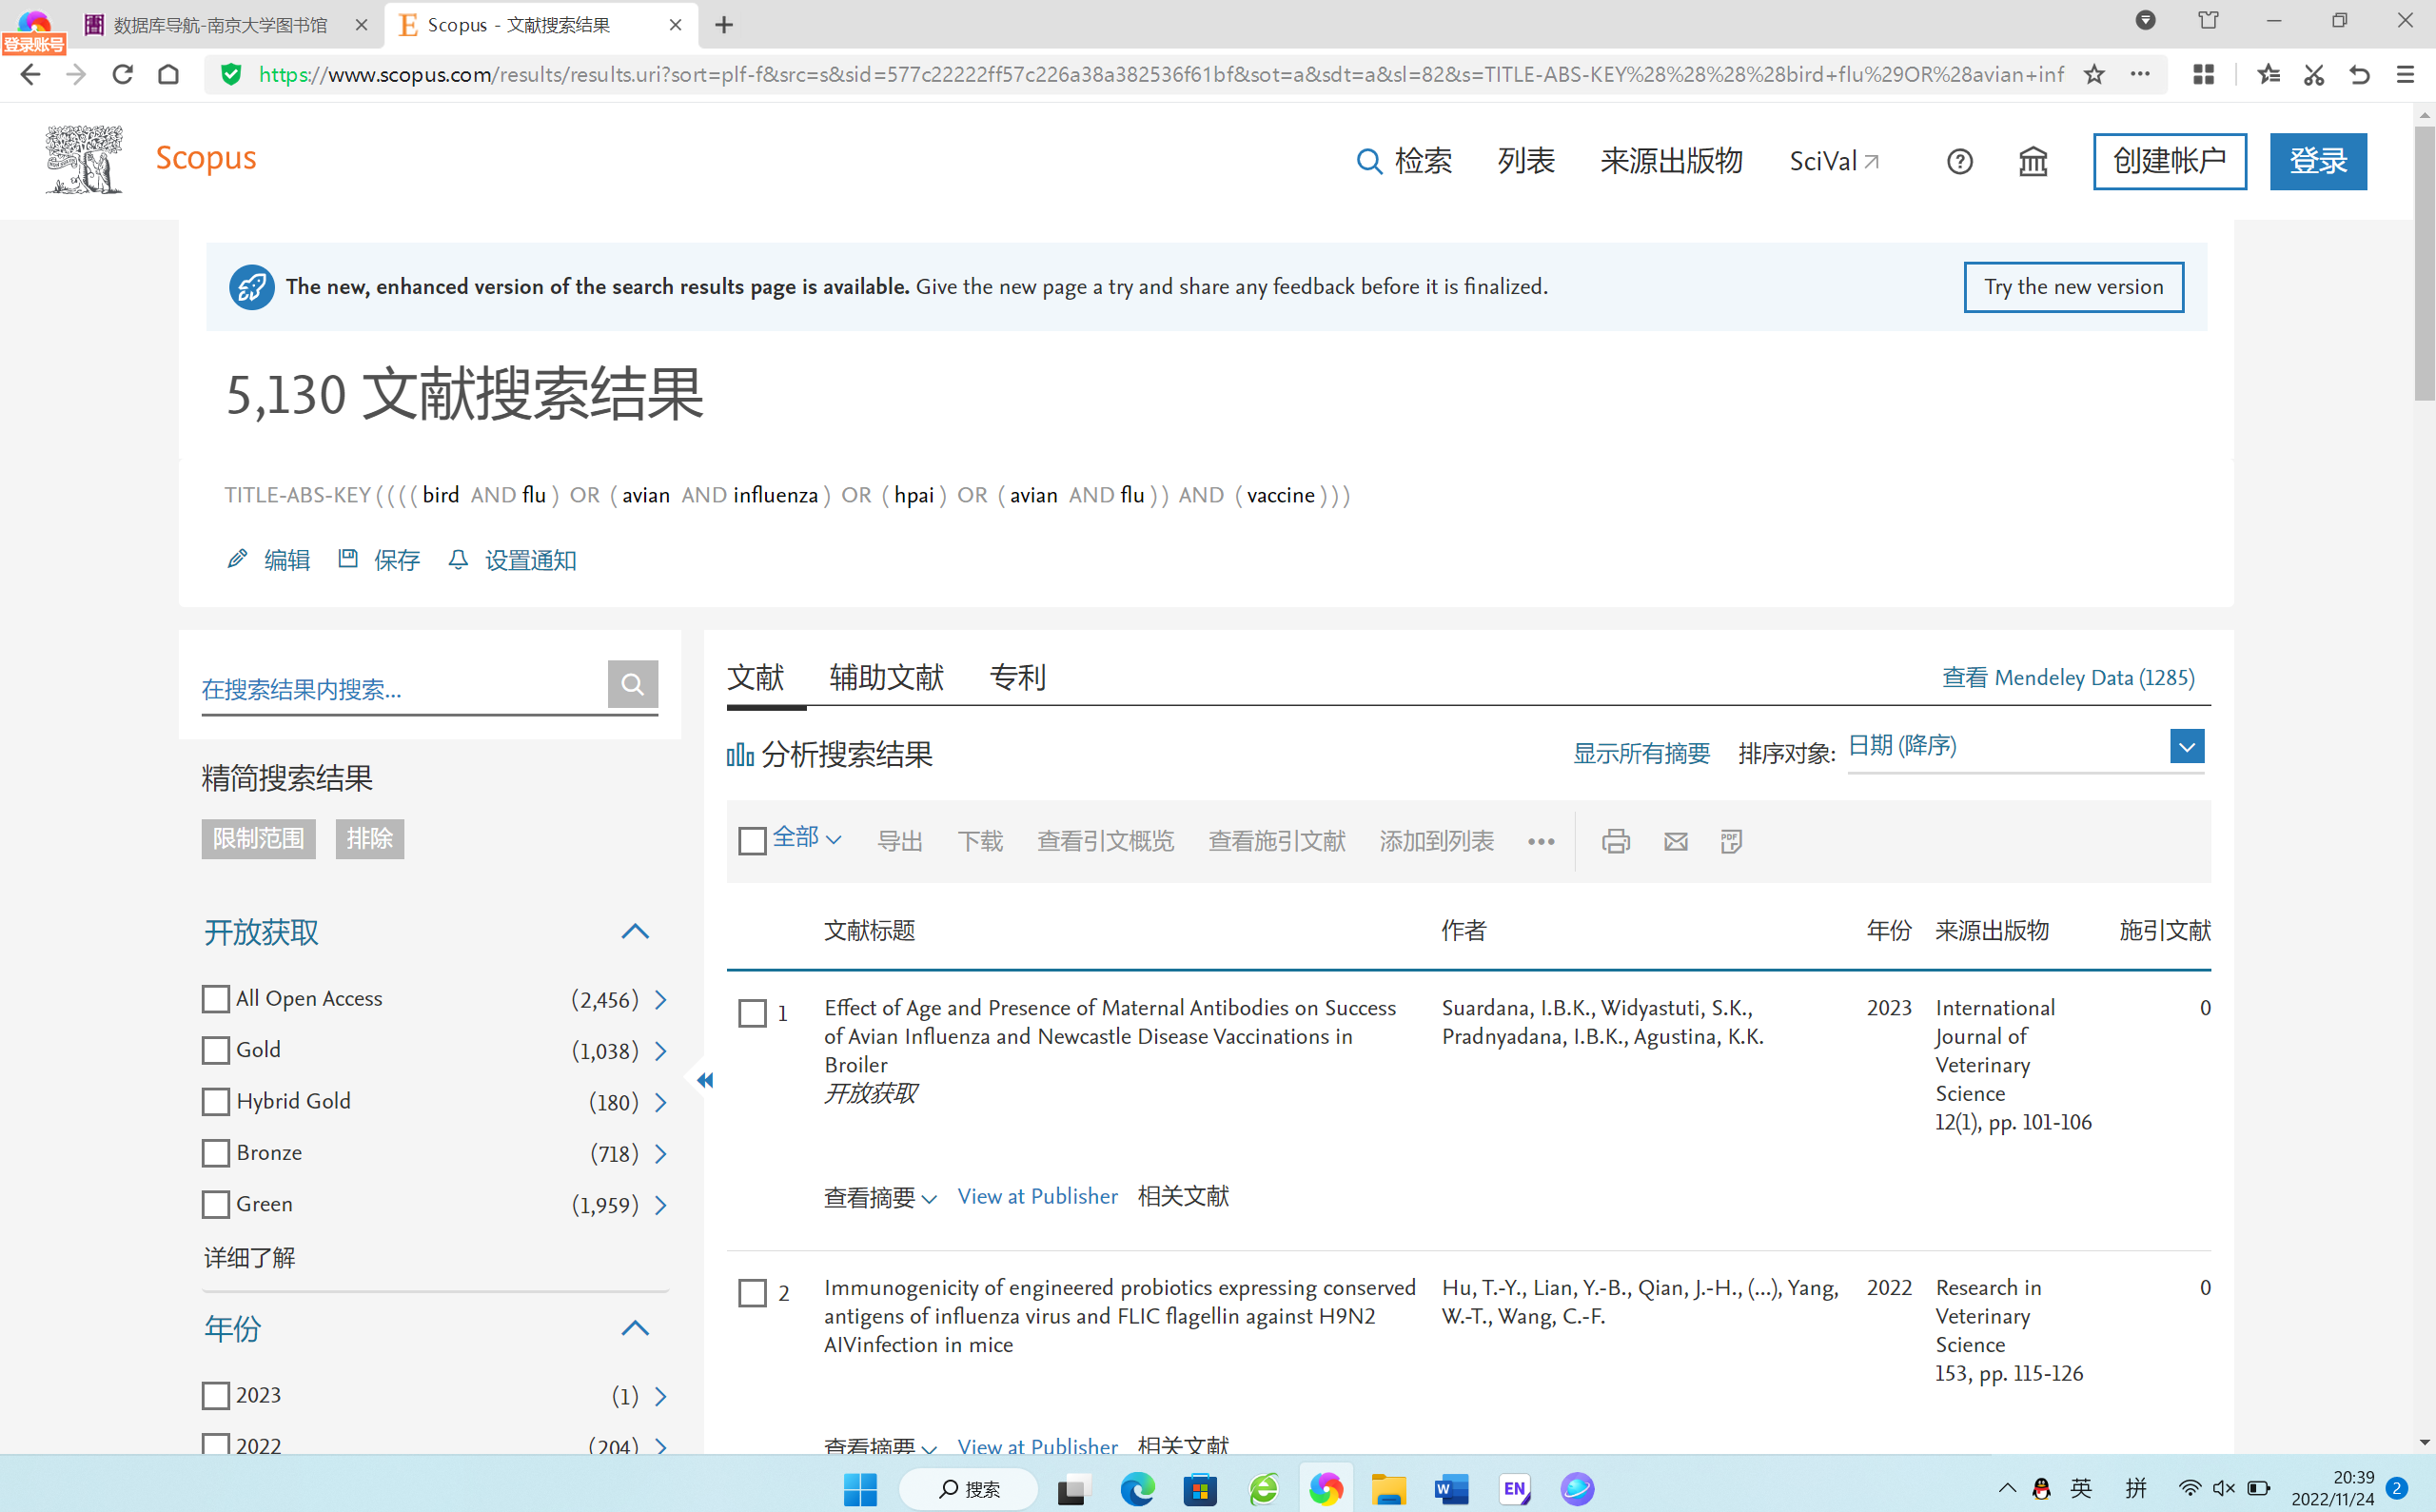 数据库导航-南京大学图书馆
Scopus - 文献搜索结果
登录账号
https://www.scopus.com/results/results.uri?sort=plf-f&src=s&sid=577c22222ff57c226a38a382536f61bf&sot=a&sdt=a&sl=82&s=TITLE-ABS-KEY%28%28%28%28bird+flu%29OR%28avian+inf
Scopus
检索 列表 来源出版物 SciVal 创建帐户 登录
The new, enhanced version of the search results page is available. Give the new page a try and share any feedback before it is finalized.
Try the new version
5,130 文献搜索结果
TITLE-ABS-KEY ( ( ( ( bird AND flu ) OR ( avian AND influenza ) OR ( hpai ) OR ( avian AND flu ) ) AND ( vaccine ) ) )
编辑 保存 设置通知
在搜索结果内搜索...
精简搜索结果
限制范围 排除
开放获取
All Open Access (2,456)
Gold (1,038)
Hybrid Gold (180)
Bronze (718)
Green (1,959)
详细了解
年份
2023 (1)
2022 (204)
文献 辅助文献 专利
查看 Mendeley Data (1285)
分析搜索结果
显示所有摘要 排序对象: 日期 (降序)
全部 导出 下载 查看引文概览 查看施引文献 添加到列表 •••
PDF
文献标题 作者 年份 来源出版物 施引文献
1
Effect of Age and Presence of Maternal Antibodies on Success
of Avian Influenza and Newcastle Disease Vaccinations in
Broiler
开放获取
Suardana, I.B.K., Widyastuti, S.K.,
Pradnyadana, I.B.K., Agustina, K.K.
2023
International
Journal of
Veterinary
Science
12(1), pp. 101-106
0
查看摘要 View at Publisher 相关文献
2
Immunogenicity of engineered probiotics expressing conserved
antigens of influenza virus and FLIC flagellin against H9N2
AIVinfection in mice
Hu, T.-Y., Lian, Y.-B., Qian, J.-H., (...), Yang,
W.-T., Wang, C.-F.
2022
Research in
Veterinary
Science
153, pp. 115-126
0
查看摘要 View at Publisher 相关文献
搜索
W
EN
英 拼
20:39
2022/11/24
2